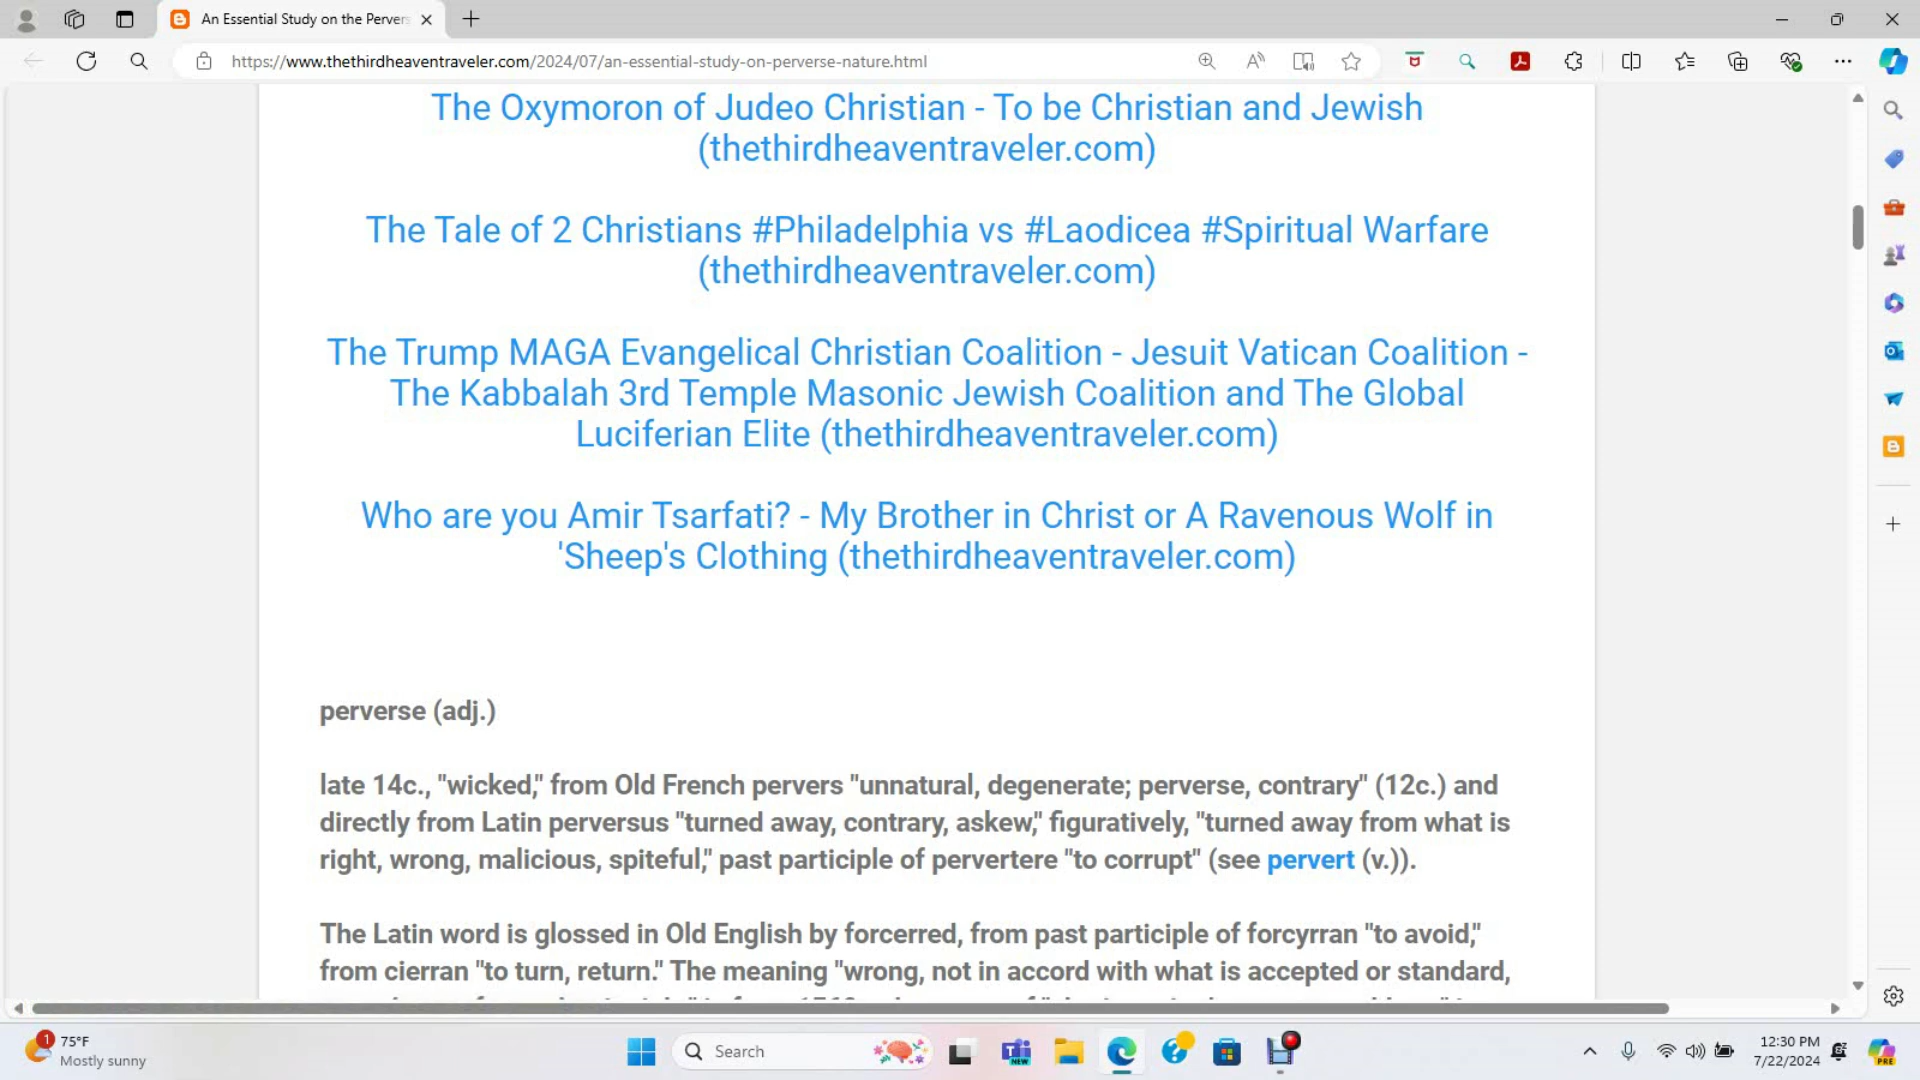 An Essential Study on the Pervers
https://www.thethirdheaventraveler.com/2024/07/an-essential-study-on-perverse-nature.html
The Oxymoron of Judeo Christian - To be Christian and Jewish
(thethirdheaventraveler.com)
The Tale of 2 Christians #Philadelphia vs #Laodicea #Spiritual Warfare
(thethirdheaventraveler.com)
The Trump MAGA Evangelical Christian Coalition - Jesuit Vatican Coalition -
The Kabbalah 3rd Temple Masonic Jewish Coalition and The Global
Luciferian Elite (thethirdheaventraveler.com)
Who are you Amir Tsarfati? - My Brother in Christ or A Ravenous Wolf in
'Sheep's Clothing (thethirdheaventraveler.com)
perverse (adj.)
late 14c., "wicked," from Old French pervers "unnatural, degenerate; perverse, contrary" (12c.) and
directly from Latin perversus "turned away, contrary, askew," figuratively, "turned away from what is
right, wrong, malicious, spiteful," past participle of pervertere "to corrupt" (see pervert (v.)).
The Latin word is glossed in Old English by forcerred, from past participle of forcyrran "to avoid,"
from cierran "to turn, return." The meaning "wrong, not in accord with what is accepted or standard,
1
75°F
Mostly sunny
Search
NEW
12:30 PM
7/22/2024
PRE